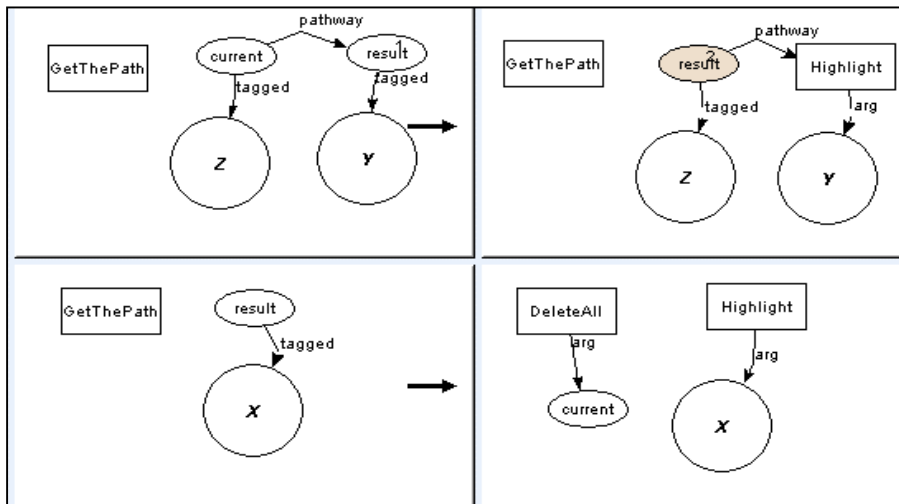 pathway
GetThePath
current
result
1
tagged
tagged
Z
Y
pathway
GetThePath
result
2
Highlight
tagged
arg
Z
Y
GetThePath
result
tagged
X
DeleteAll
Highlight
arg
arg
current
X